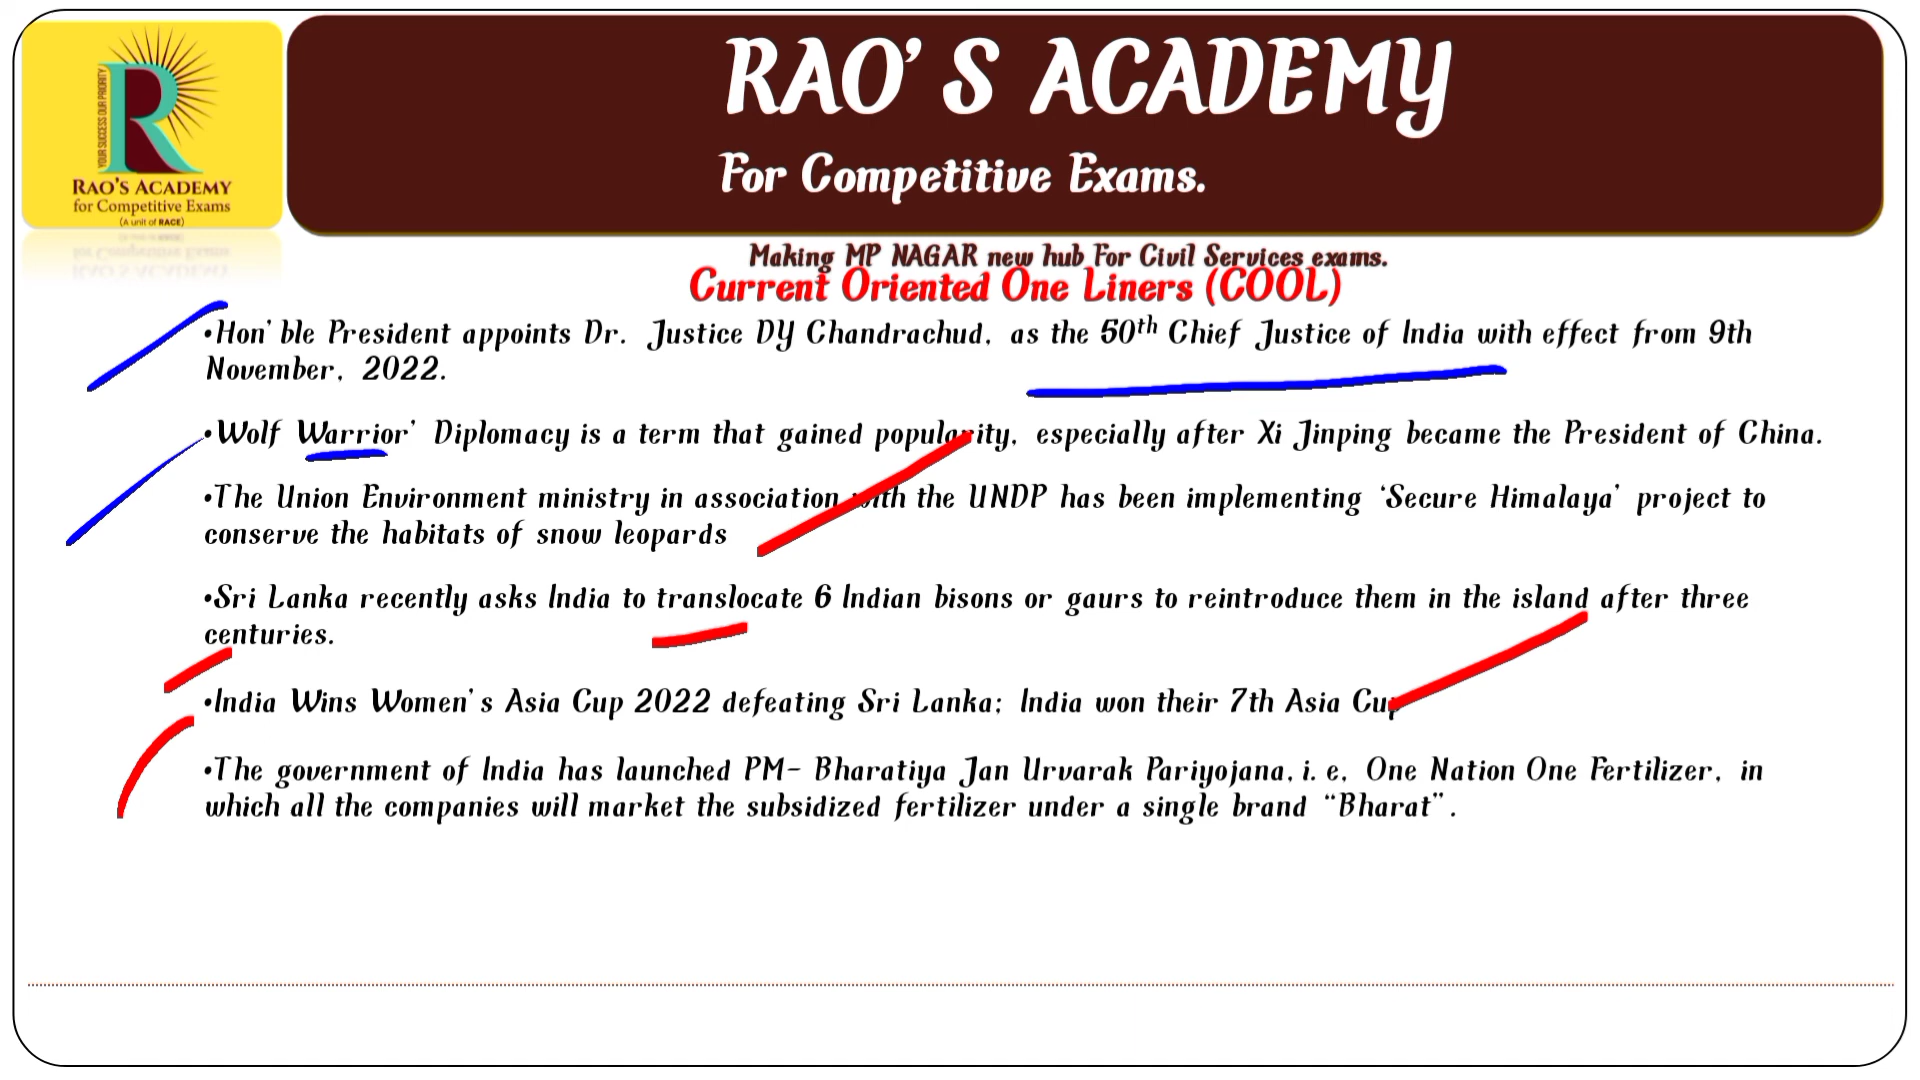 YOUR SUCCESS OUR PRIORITY
RAO'S ACADEMY
for Competitive Exams
(A unit of RACE)
RAO'S ACADEMY
For Competitive Exams.
Making MP NAGAR new hub For Civil Services exams.
Current Oriented One Liners (COOL)
•Hon'ble President appoints Dr. Justice DY Chandrachud, as the 50th Chief Justice of India with effect from 9th
November, 2022.
•Wolf Warrior' Diplomacy is a term that gained popularity, especially after Xi Jinping became the President of China.
•The Union Environment ministry in association with the UNDP has been implementing 'Secure Himalaya' project to
conserve the habitats of snow leopards
•Sri Lanka recently asks India to translocate 6 Indian bisons or gaurs to reintroduce them in the island after three
centuries.
•India Wins Women's Asia Cup 2022 defeating Sri Lanka; India won their 7th Asia Cup
•The government of India has launched PM- Bharatiya Jan Urvarak Pariyojana,i.e, One Nation One Fertilizer, in
which all the companies will market the subsidized fertilizer under a single brand "Bharat".